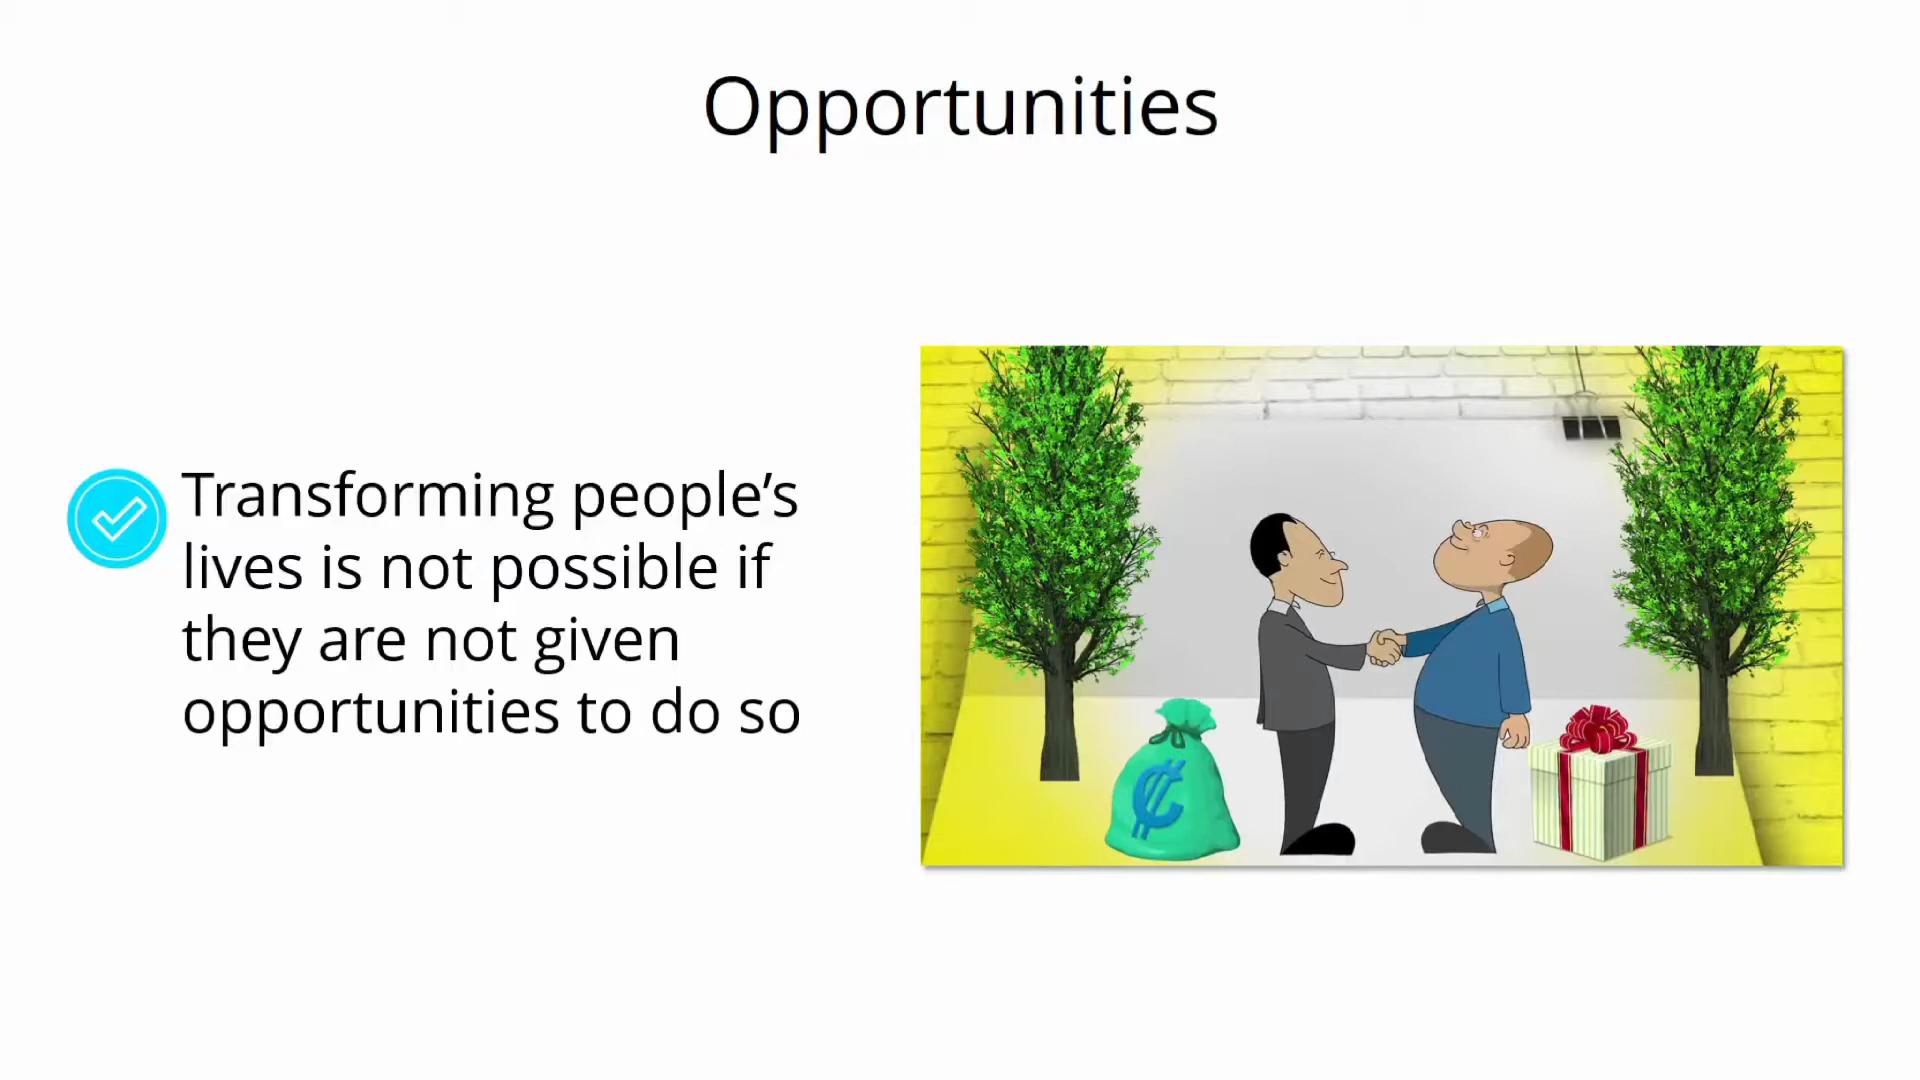 Opportunities
Transforming people’s
lives is not possible if
they are not given
opportunities to do so
₡